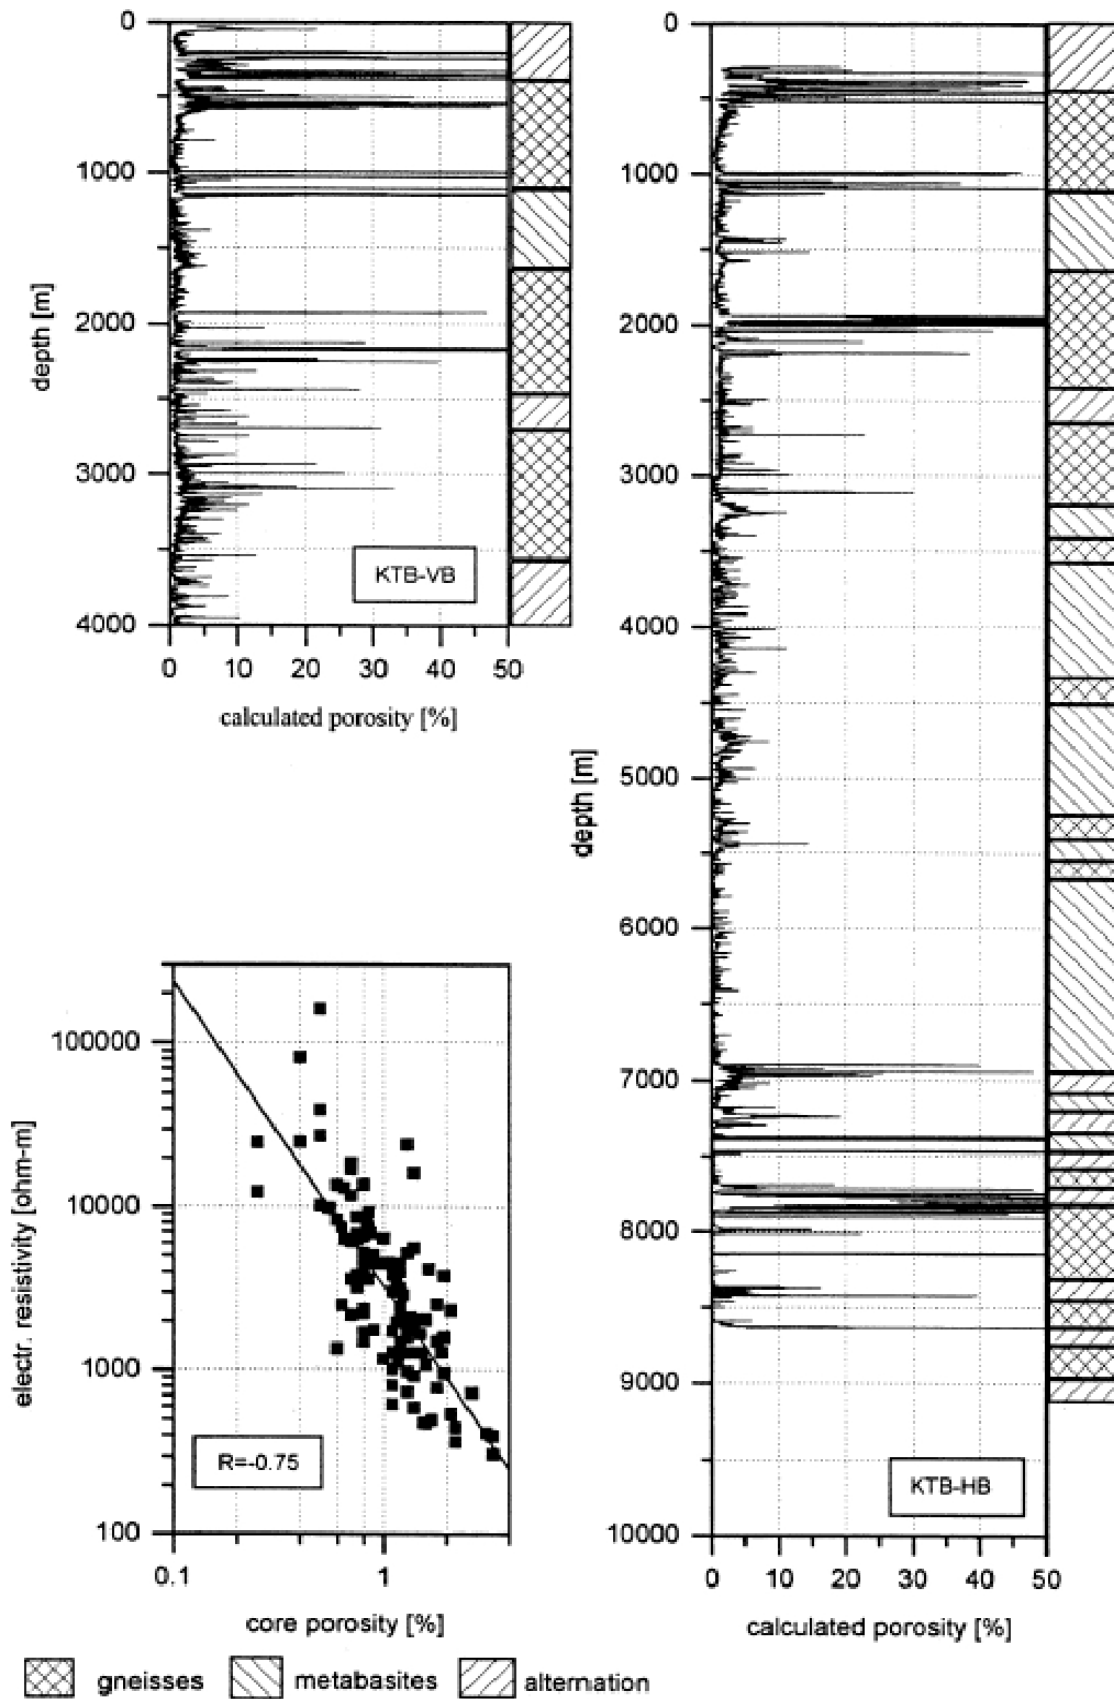 0
1000
2000
3000
4000
depth [m]
KTB-VB
0 10 20 30 40 50
calculated porosity [%]
0
1000
2000
3000
4000
5000
6000
7000
8000
9000
10000
depth [m]
KTB-HB
0 10 20 30 40 50
calculated porosity [%]
100000
10000
1000
100
electr. resistivity [ohm-m]
R=-0.75
0.1 1
core porosity [%]
gneisses metabasites alternation